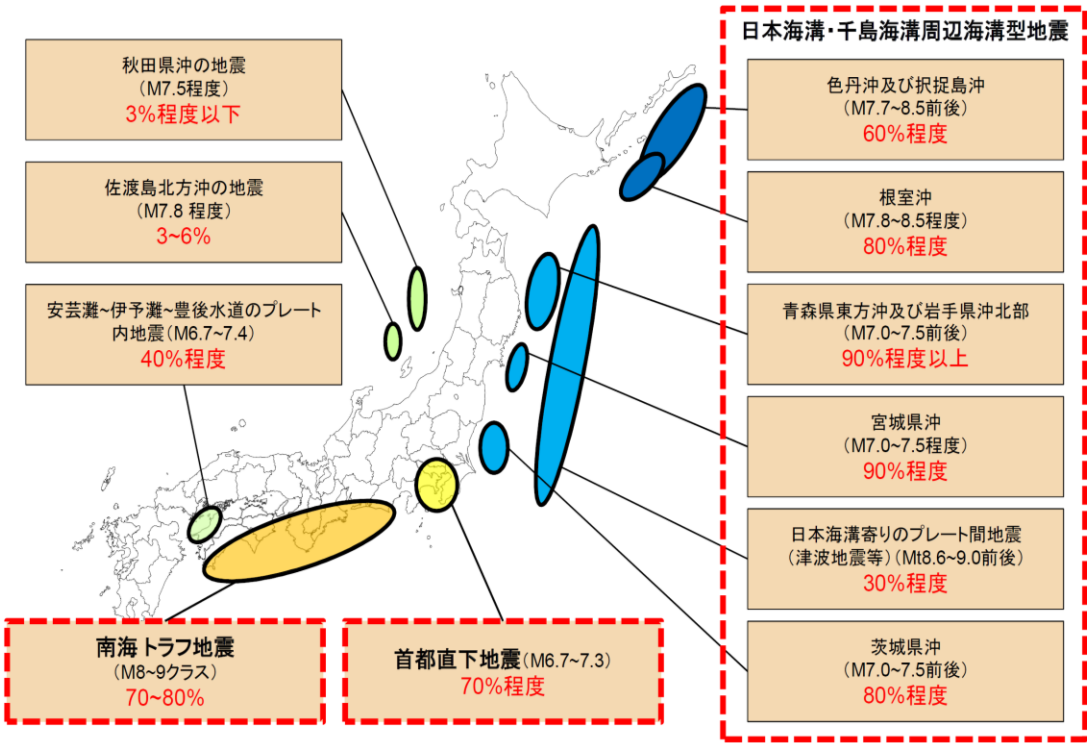 秋田県沖の地震
(M7.5程度)
3%程度以下
佐渡島北方沖の地震
(M7.8 程度)
3~6%
安芸灘~伊予灘~豊後水道のプレート
内地震(M6.7~7.4)
40%程度
南海トラフ地震
(M8~9クラス)
70~80%
首都直下地震(M6.7~7.3)
70%程度
日本海溝・千島海溝周辺海溝型地震
色丹沖及び択捉島沖
(M7.7~8.5前後)
60%程度
根室沖
(M7.8~8.5程度)
80%程度
青森県東方沖及び岩手県沖北部
(M7.0~7.5前後)
90%程度以上
宮城県沖
(M7.0~7.5程度)
90%程度
日本海溝寄りのプレート間地震
(津波地震等)(Mt8.6~9.0前後)
30%程度
茨城県沖
(M7.0~7.5前後)
80%程度